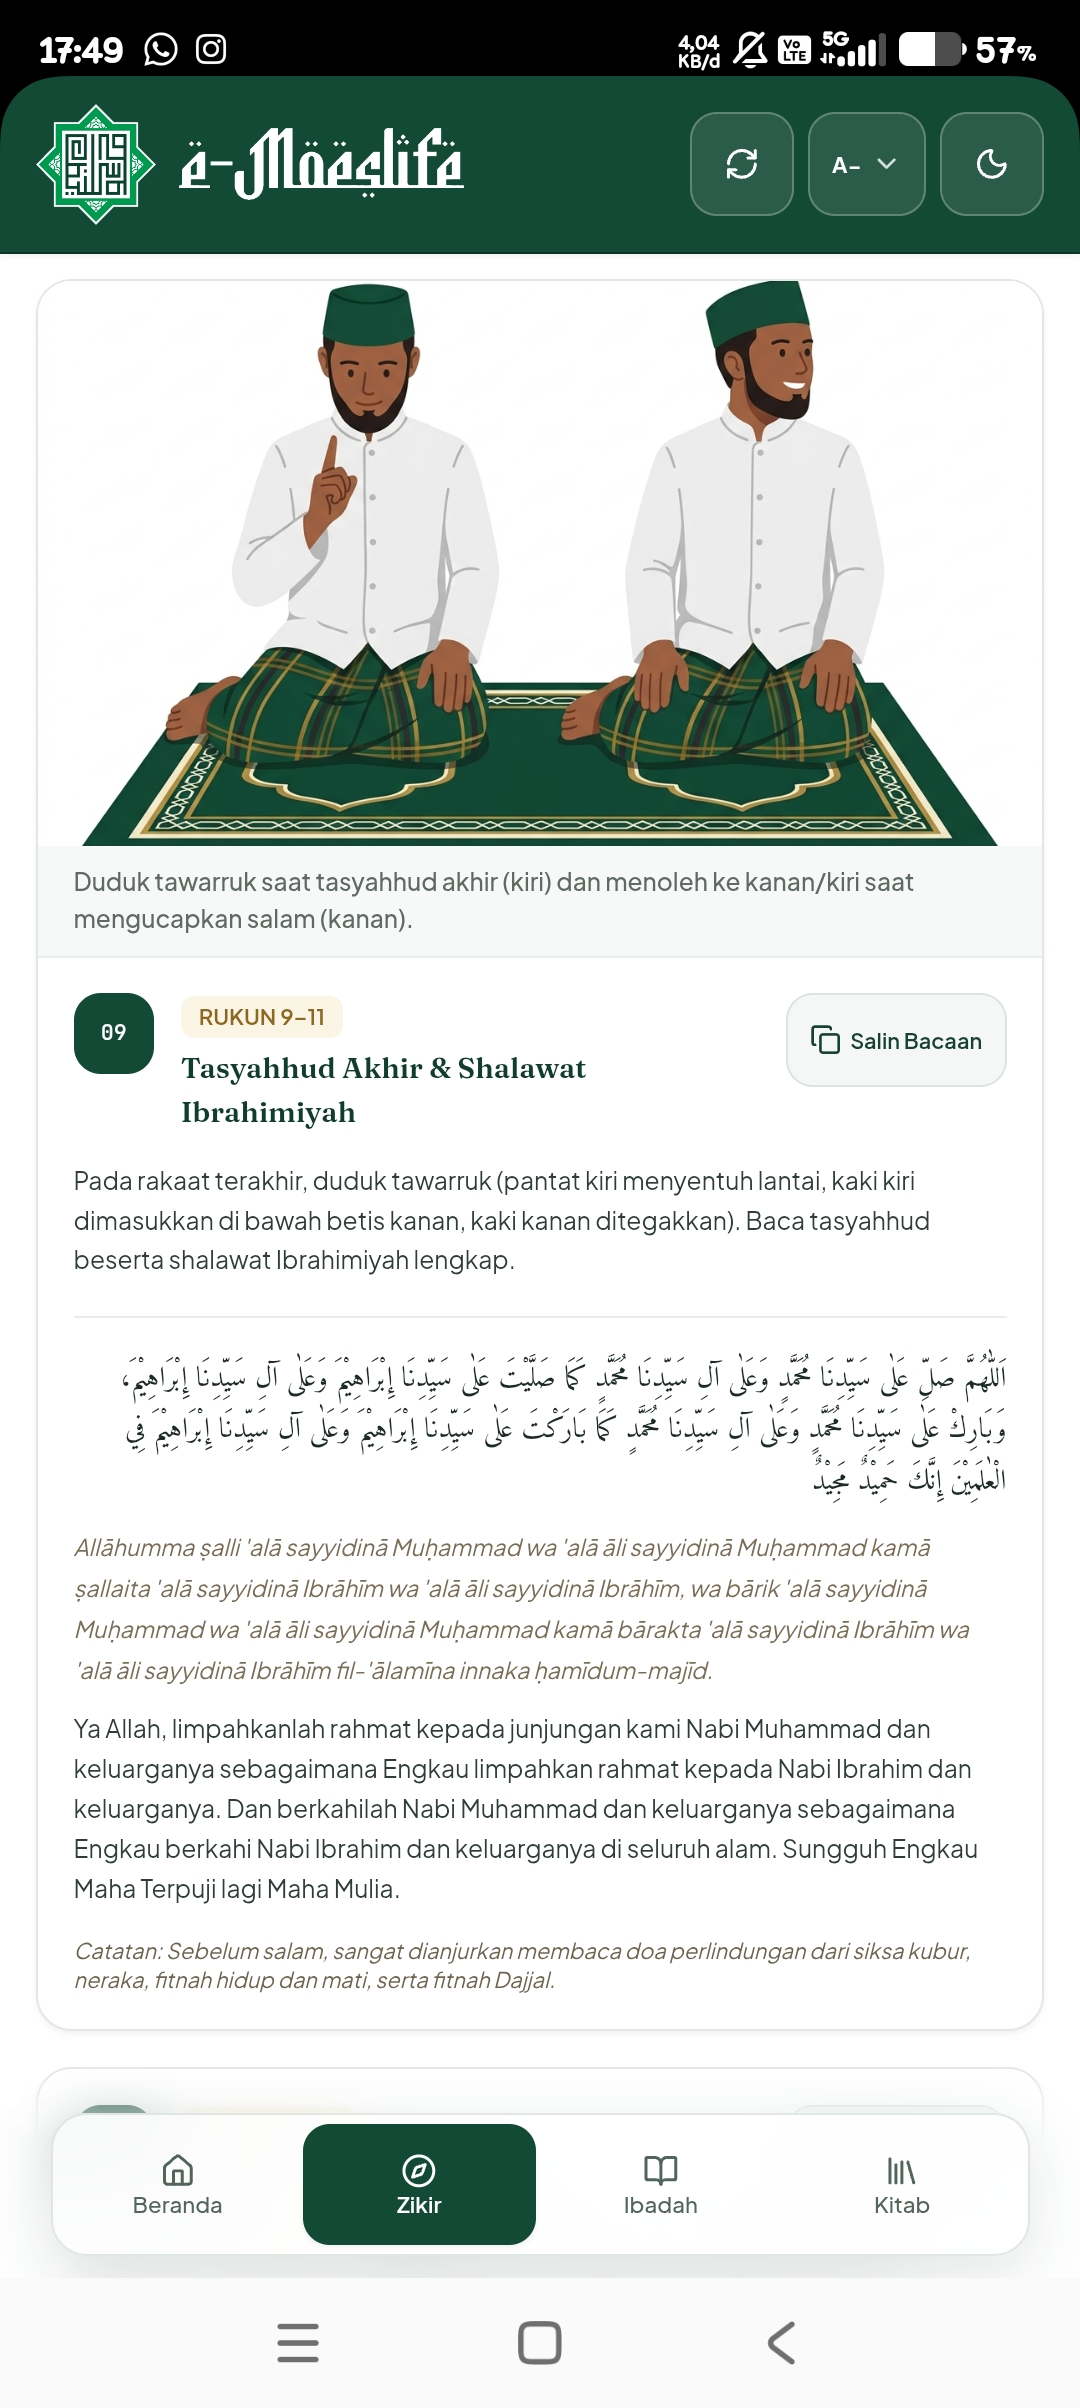 17:49
4,04 KB/d
Vo LTE
5G
57%
ë-Möëslifë
A-
Duduk tawarruk saat tasyahhud akhir (kiri) dan menoleh ke kanan/kiri saat
mengucapkan salam (kanan).
09
RUKUN 9–11
Salin Bacaan
Tasyahhud Akhir & Shalawat
Ibrahimiyah
Pada rakaat terakhir, duduk tawarruk (pantat kiri menyentuh lantai, kaki kiri
dimasukkan di bawah betis kanan, kaki kanan ditegakkan). Baca tasyahhud
beserta shalawat Ibrahimiyah lengkap.
اَللّٰهُمَّ صَلِّ عَلٰى سَيِّدِنَا مُحَمَّدٍ وَعَلٰى آلِ سَيِّدِنَا مُحَمَّدٍ كَمَا صَلَّيْتَ عَلٰى سَيِّدِنَا إِبْرَاهِيْمَ وَعَلٰى آلِ سَيِّدِنَا إِبْرَاهِيْمَ،
وَبَارِكْ عَلٰى سَيِّدِنَا مُحَمَّدٍ وَعَلٰى آلِ سَيِّدِنَا مُحَمَّدٍ كَمَا بَارَكْتَ عَلٰى سَيِّدِنَا إِبْرَاهِيْمَ وَعَلٰى آلِ سَيِّدِنَا إِبْرَاهِيْمَ فِي
الْعٰلَمِيْنَ إِنَّكَ حَمِيْدٌ مَجِيْدٌ
Allāhumma ṣalli 'alā sayyidinā Muḥammad wa 'alā āli sayyidinā Muḥammad kamā
ṣallaita 'alā sayyidinā Ibrāhīm wa 'alā āli sayyidinā Ibrāhīm, wa bārik 'alā sayyidinā
Muḥammad wa 'alā āli sayyidinā Muḥammad kamā bārakta 'alā sayyidinā Ibrāhīm wa
'alā āli sayyidinā Ibrāhīm fil-'ālamīna innaka ḥamīdum-majīd.
Ya Allah, limpahkanlah rahmat kepada junjungan kami Nabi Muhammad dan
keluarganya sebagaimana Engkau limpahkan rahmat kepada Nabi Ibrahim dan
keluarganya. Dan berkahilah Nabi Muhammad dan keluarganya sebagaimana
Engkau berkahi Nabi Ibrahim dan keluarganya di seluruh alam. Sungguh Engkau
Maha Terpuji lagi Maha Mulia.
Catatan: Sebelum salam, sangat dianjurkan membaca doa perlindungan dari siksa kubur,
neraka, fitnah hidup dan mati, serta fitnah Dajjal.
Beranda
Zikir
Ibadah
Kitab